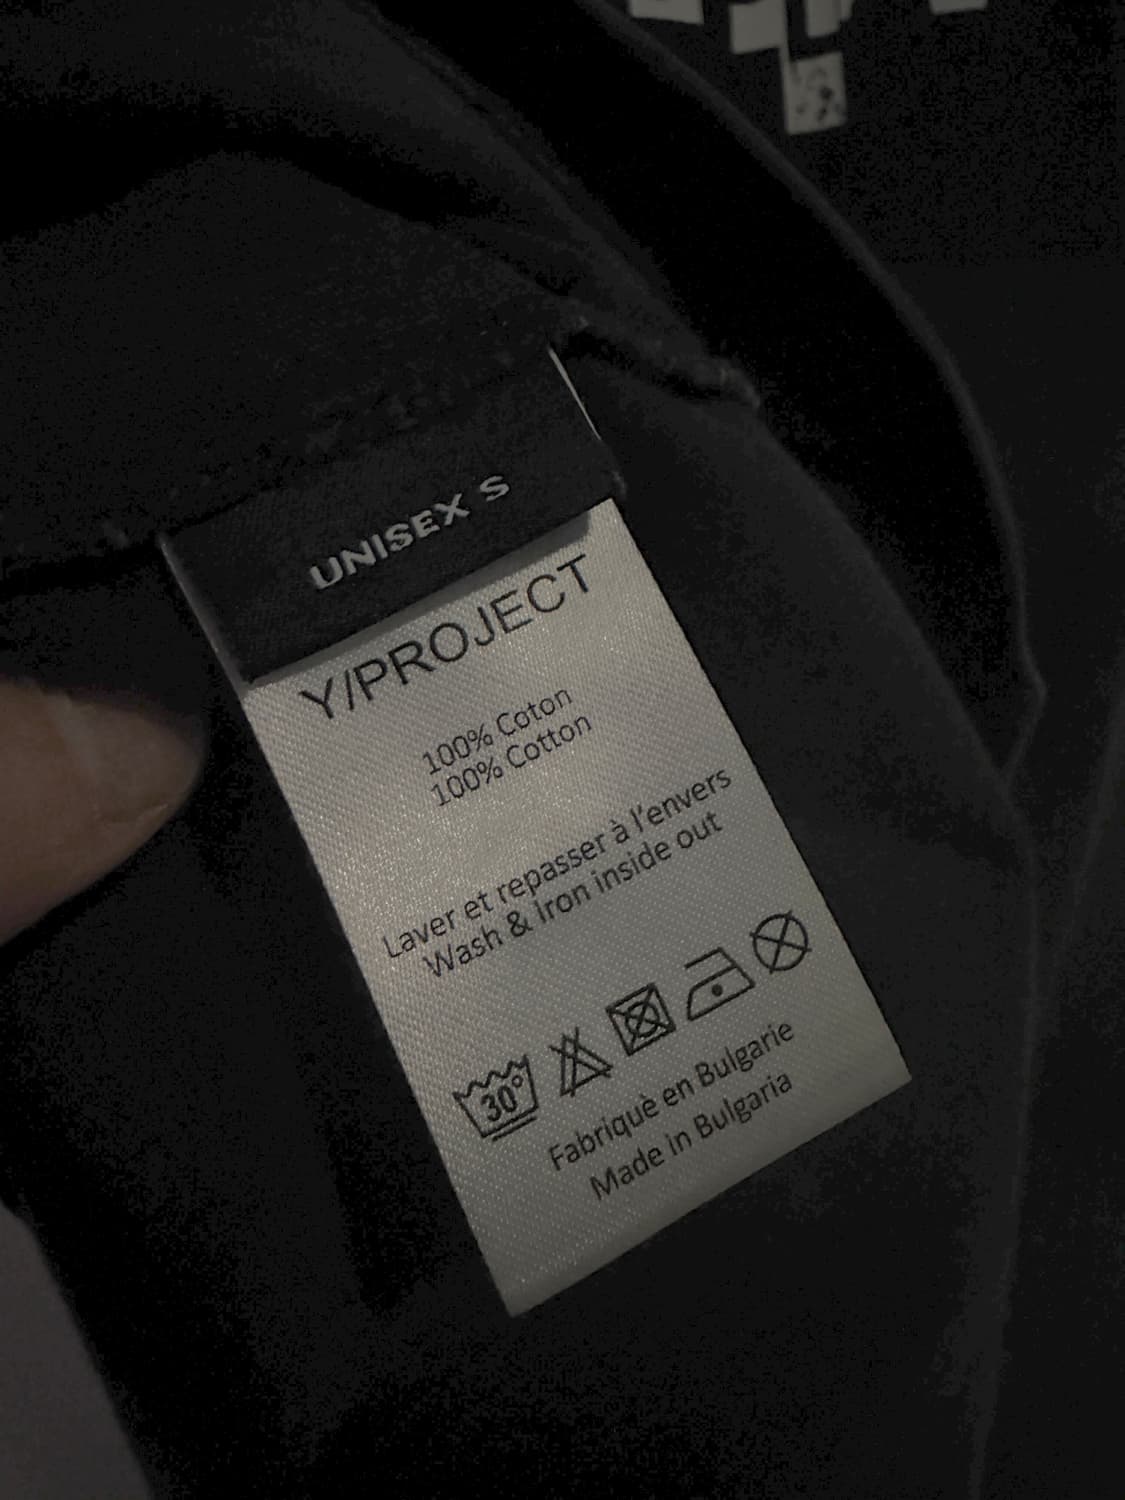 UNISEX S
Y/PROJECT
100% Coton
100% Cotton
Laver et repasser à l'envers
Wash & Iron inside out
30°
Fabriquè en Bulgarie
Made in Bulgaria